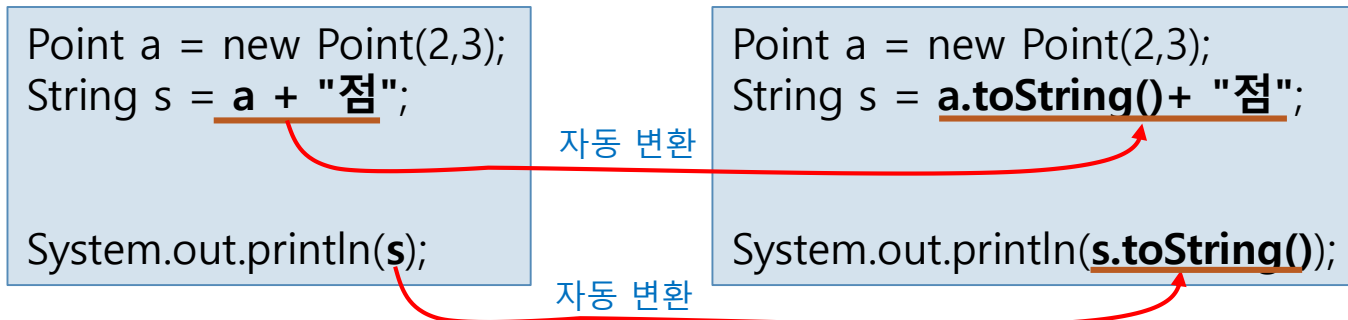 Point a = new Point(2,3);
String s = a + "점";
System.out.println(s);
자동 변환
자동 변환
Point a = new Point(2,3);
String s = a.toString()+ "점";
System.out.println(s.toString());